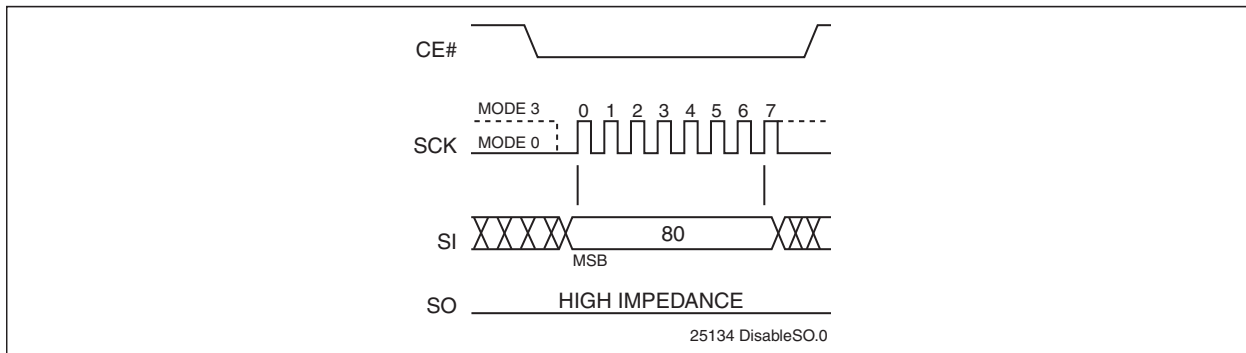 CE#
MODE 3
0 1 2 3 4 5 6 7
SCK
MODE 0
SI
80
MSB
SO
HIGH IMPEDANCE
25134 DisableSO.0